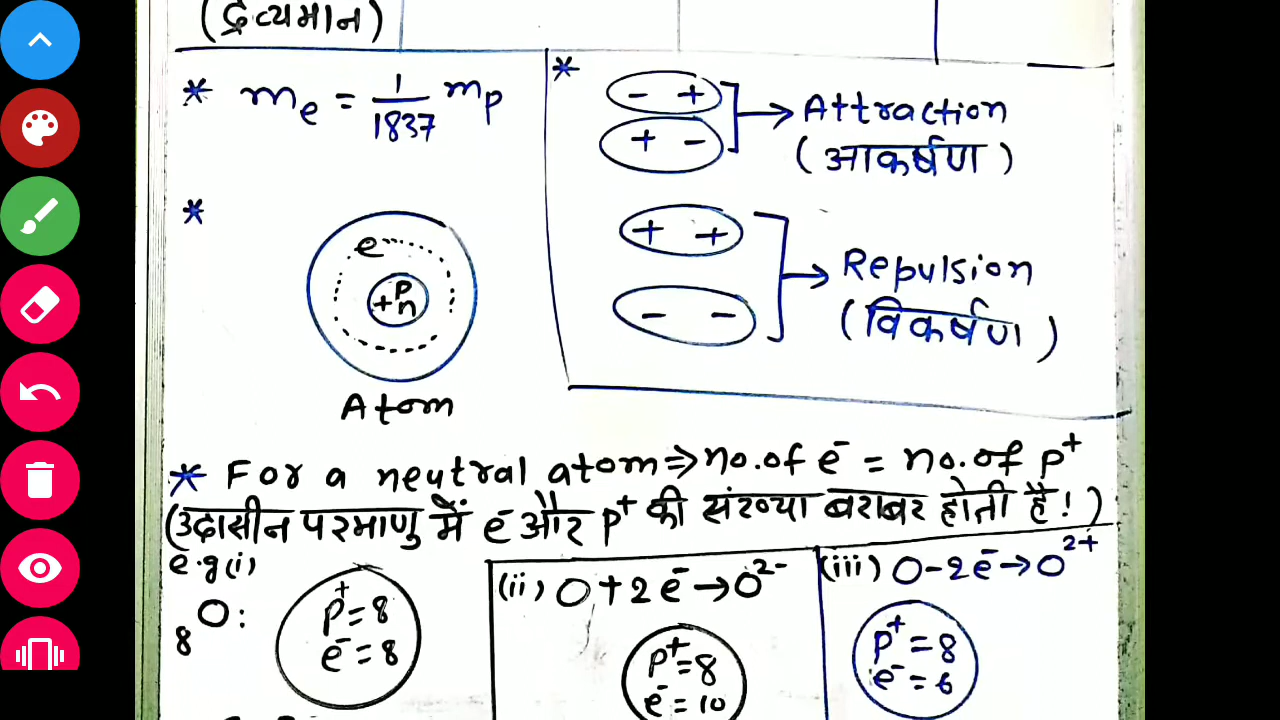 (द्रव्यमान)
* me = 1/1837 mp
*
- +
+ -
→ Attraction
(आकर्षण)
+ +
- -
→ Repulsion
(विकर्षण)
*
e-
+ p
n
Atom
* For a neutral atom ⇒ no. of e⁻ = no. of p⁺
(उदासीन परमाणु में e⁻ और p⁺ की संख्या बराबर होती है!)
e.g (i)
₈O:
p⁺ = 8
e⁻ = 8
(ii) O + 2e⁻ → O²⁻
p⁺ = 8
e⁻ = 10
(iii) O - 2e⁻ → O²⁺
p⁺ = 8
e⁻ = 6